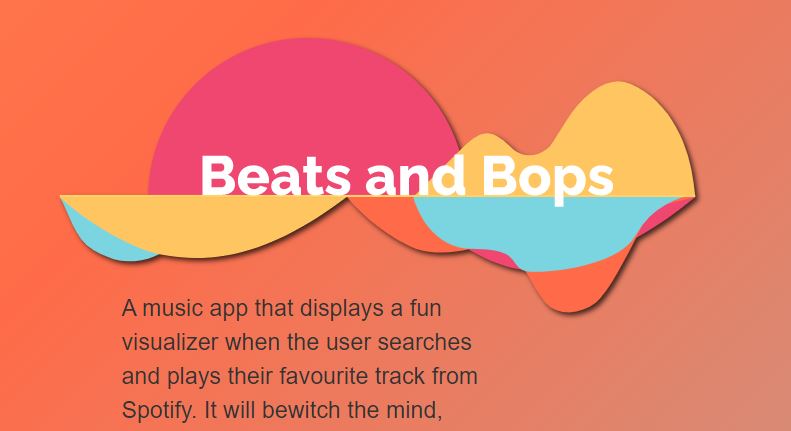 Beats and Bops
A music app that displays a fun
visualizer when the user searches
and plays their favourite track from
Spotify. It will bewitch the mind,